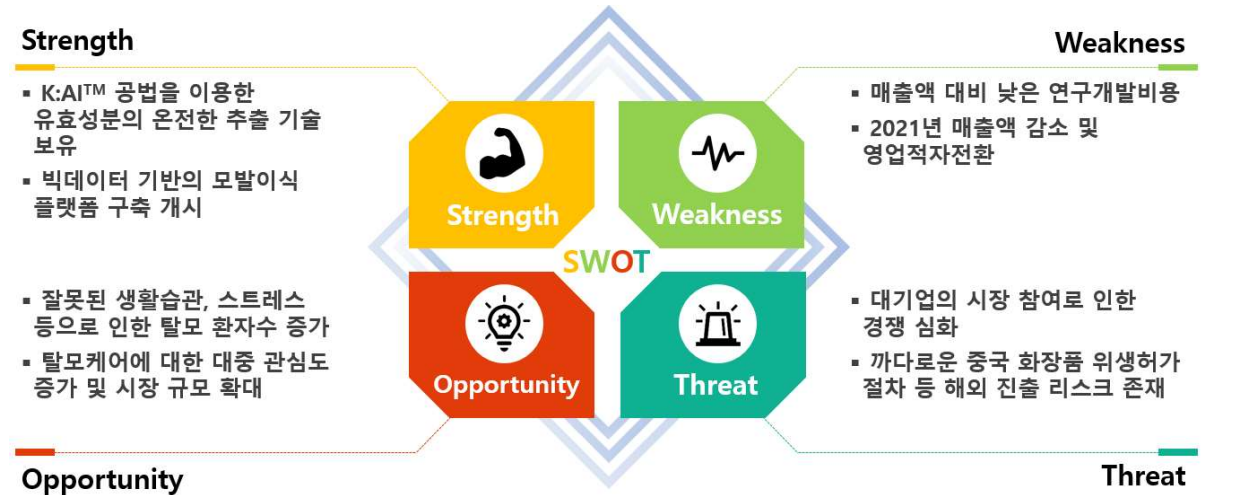 Strength
▪ K:AI™ 공법을 이용한
유효성분의 온전한 추출 기술
보유
▪ 빅데이터 기반의 모발이식
플랫폼 구축 개시
Weakness
▪ 매출액 대비 낮은 연구개발비용
▪ 2021년 매출액 감소 및
영업적자전환
Strength
Weakness
SWOT
Opportunity
Threat
▪ 잘못된 생활습관, 스트레스
등으로 인한 탈모 환자수 증가
▪ 탈모케어에 대한 대중 관심도
증가 및 시장 규모 확대
Opportunity
▪ 대기업의 시장 참여로 인한
경쟁 심화
▪ 까다로운 중국 화장품 위생허가
절차 등 해외 진출 리스크 존재
Threat